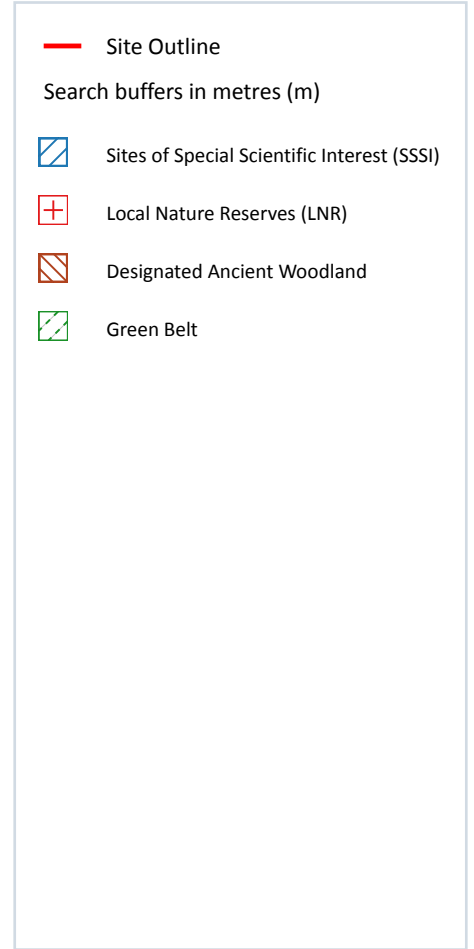 Site Outline
Search buffers in metres (m)
Sites of Special Scientific Interest (SSSI)
Local Nature Reserves (LNR)
Designated Ancient Woodland
Green Belt